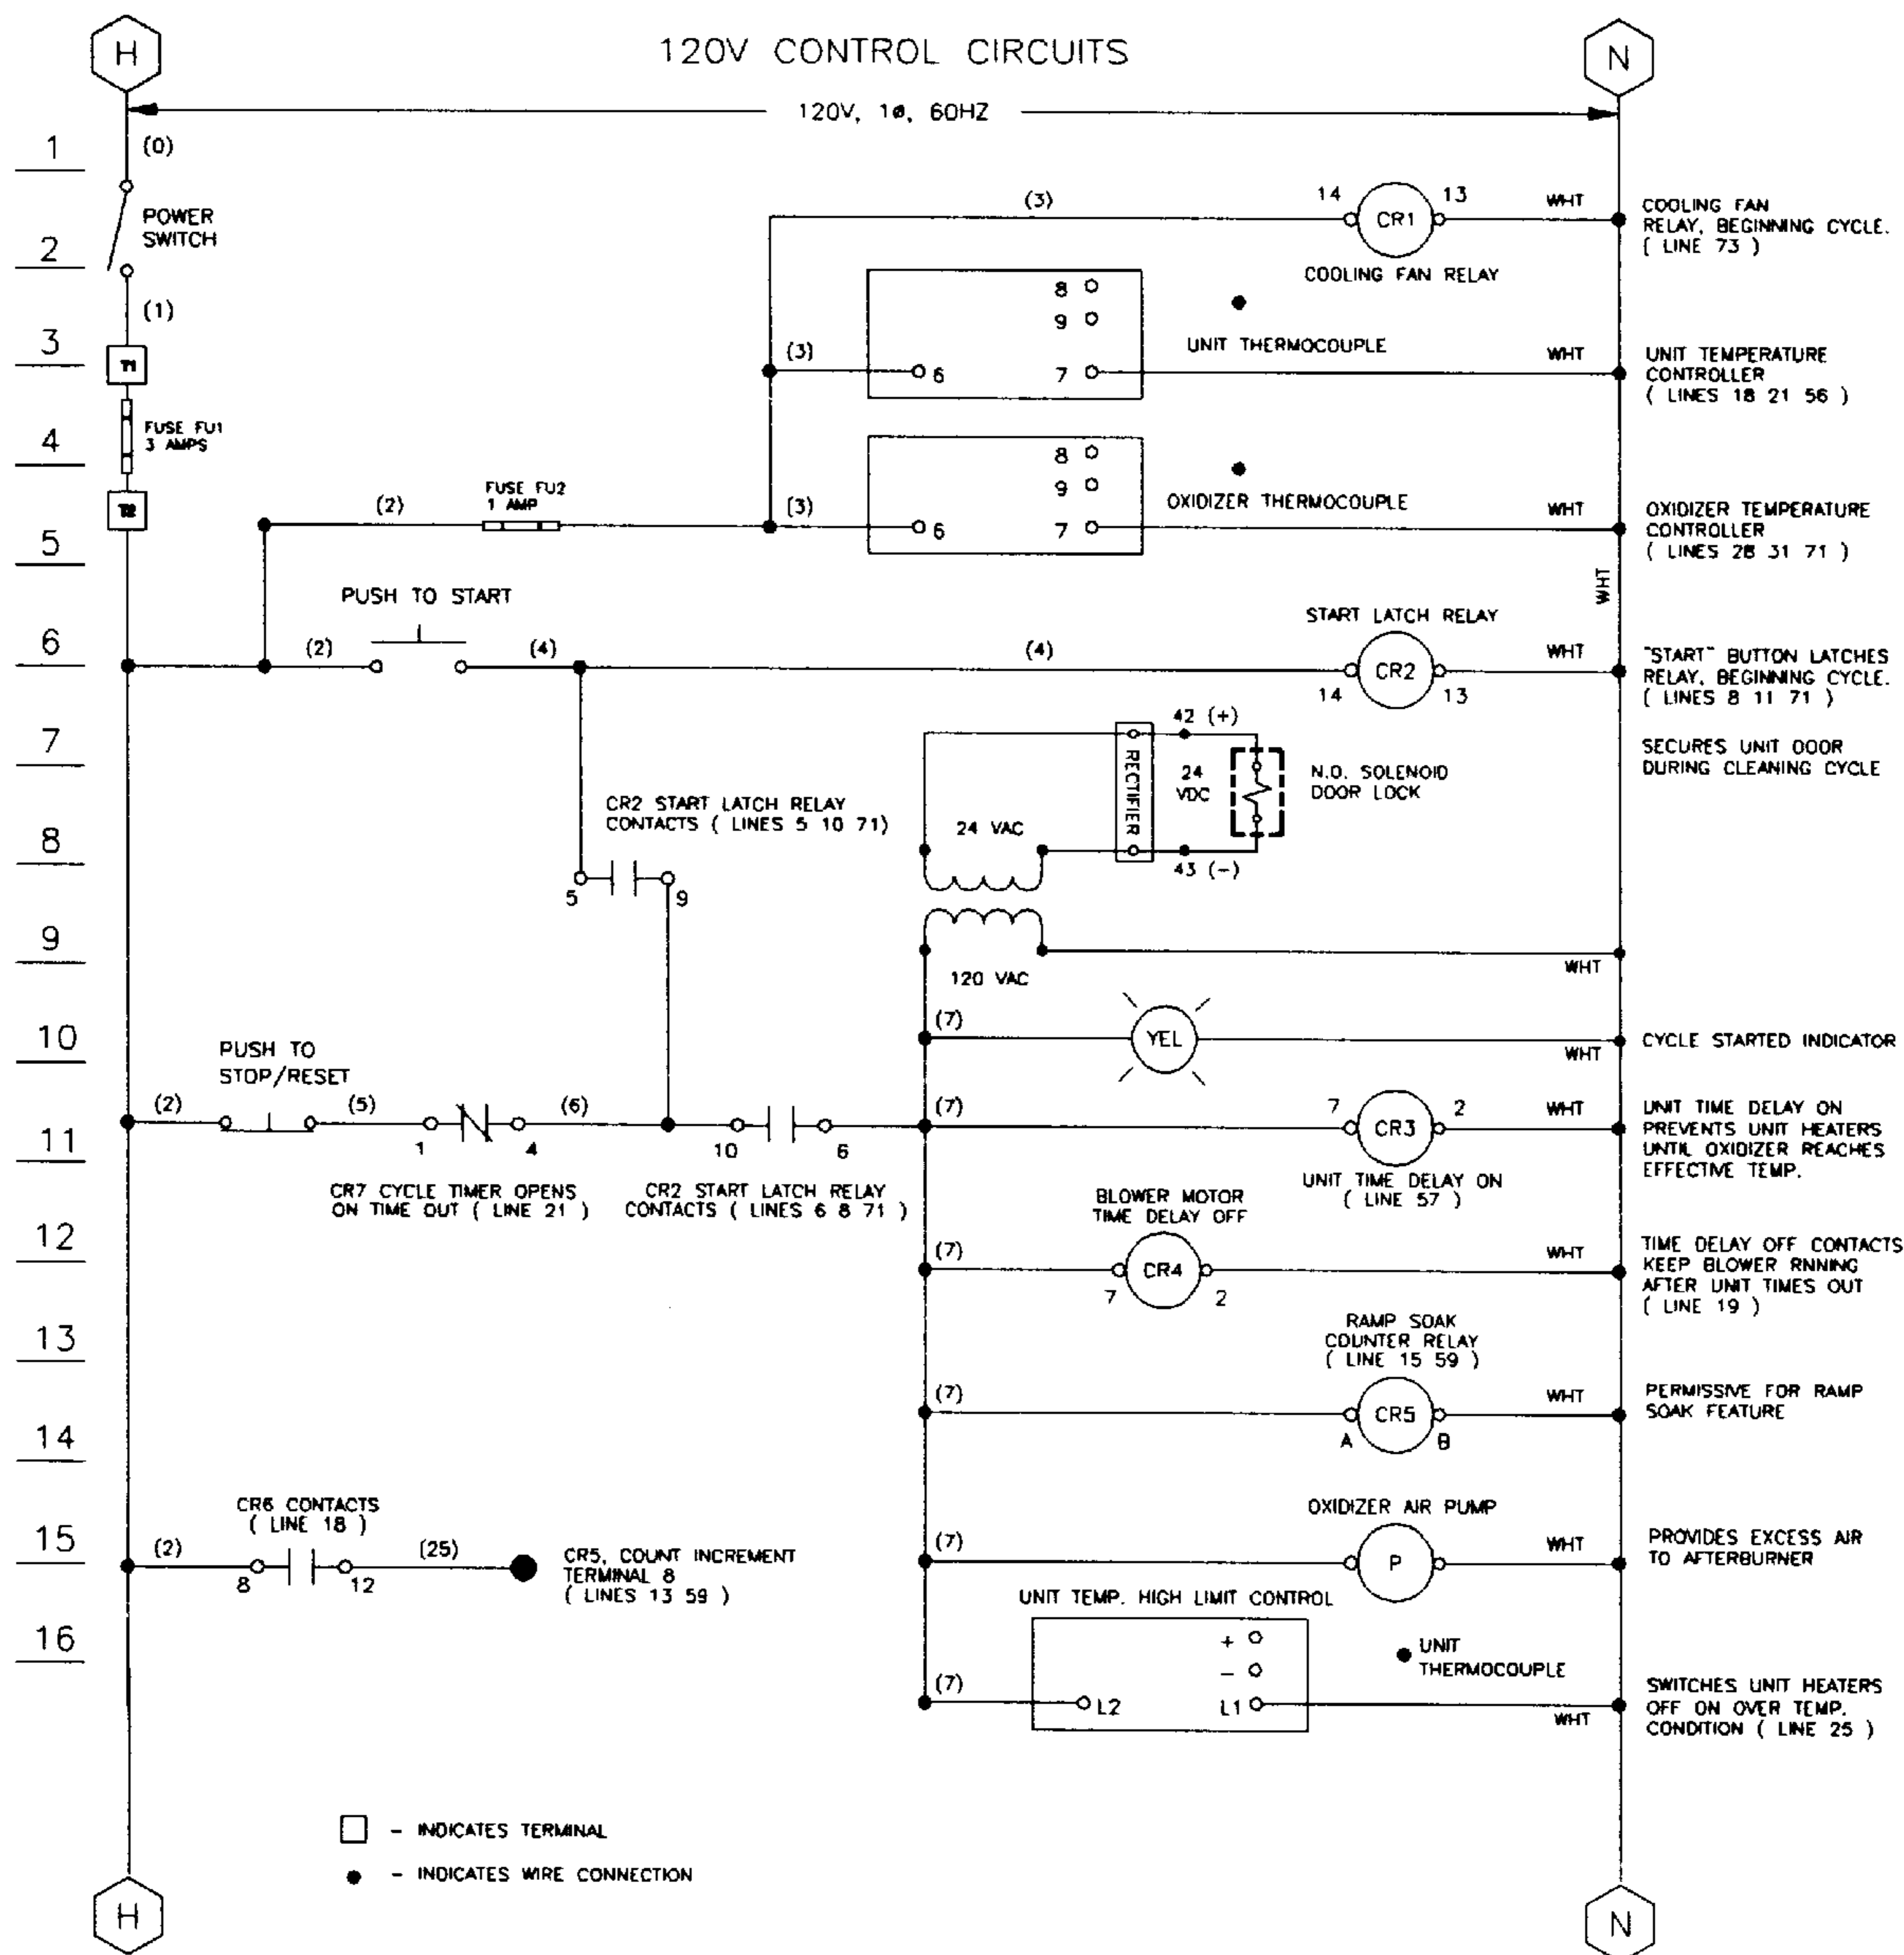 H
120V CONTROL CIRCUITS
N
120V, 1ø, 60HZ
1
(0)
POWER
SWITCH
2
(1)
3
T1
FUSE FU1
3 AMPS
4
T2
5
(3)
14
CR1
13
WHT
COOLING FAN RELAY
COOLING FAN
RELAY, BEGINNING CYCLE.
( LINE 73 )
8
9
UNIT THERMOCOUPLE
(3)
6
7
WHT
UNIT TEMPERATURE
CONTROLLER
( LINES 18 21 56 )
8
9
OXIDIZER THERMOCOUPLE
(2)
FUSE FU2
1 AMP
(3)
6
7
WHT
OXIDIZER TEMPERATURE
CONTROLLER
( LINES 28 31 71 )
WHT
PUSH TO START
START LATCH RELAY
6
(2)
(4)
(4)
CR2
14
13
WHT
"START" BUTTON LATCHES
RELAY, BEGINNING CYCLE.
( LINES 8 11 71 )
7
42 (+)
RECTIFIER
24
VDC
N.O. SOLENOID
DOOR LOCK
SECURES UNIT DOOR
DURING CLEANING CYCLE
CR2 START LATCH RELAY
CONTACTS ( LINES 5 10 71)
8
24 VAC
43 (-)
5
9
9
120 VAC
WHT
10
(7)
YEL
WHT
CYCLE STARTED INDICATOR
PUSH TO
STOP/RESET
11
(2)
(5)
1
4
(6)
10
6
(7)
7
CR3
2
WHT
UNIT TIME DELAY ON
PREVENTS UNIT HEATERS
UNTIL OXIDIZER REACHES
EFFECTIVE TEMP.
CR7 CYCLE TIMER OPENS
ON TIME OUT ( LINE 21 )
CR2 START LATCH RELAY
CONTACTS ( LINES 6 8 71 )
UNIT TIME DELAY ON
( LINE 57 )
BLOWER MOTOR
TIME DELAY OFF
12
(7)
CR4
7
2
WHT
TIME DELAY OFF CONTACTS
KEEP BLOWER RNNING
AFTER UNIT TIMES OUT
( LINE 19 )
13
RAMP SOAK
COUNTER RELAY
( LINE 15 59 )
(7)
CR5
A
B
WHT
PERMISSIVE FOR RAMP
SOAK FEATURE
14
CR6 CONTACTS
( LINE 18 )
15
(2)
8
12
(25)
CR5, COUNT INCREMENT
TERMINAL 8
( LINES 13 59 )
OXIDIZER AIR PUMP
(7)
P
WHT
PROVIDES EXCESS AIR
TO AFTERBURNER
16
UNIT TEMP. HIGH LIMIT CONTROL
+
-
UNIT
THERMOCOUPLE
(7)
L2
L1
WHT
SWITCHES UNIT HEATERS
OFF ON OVER TEMP.
CONDITION ( LINE 25 )
- INDICATES TERMINAL
- INDICATES WIRE CONNECTION
H
N